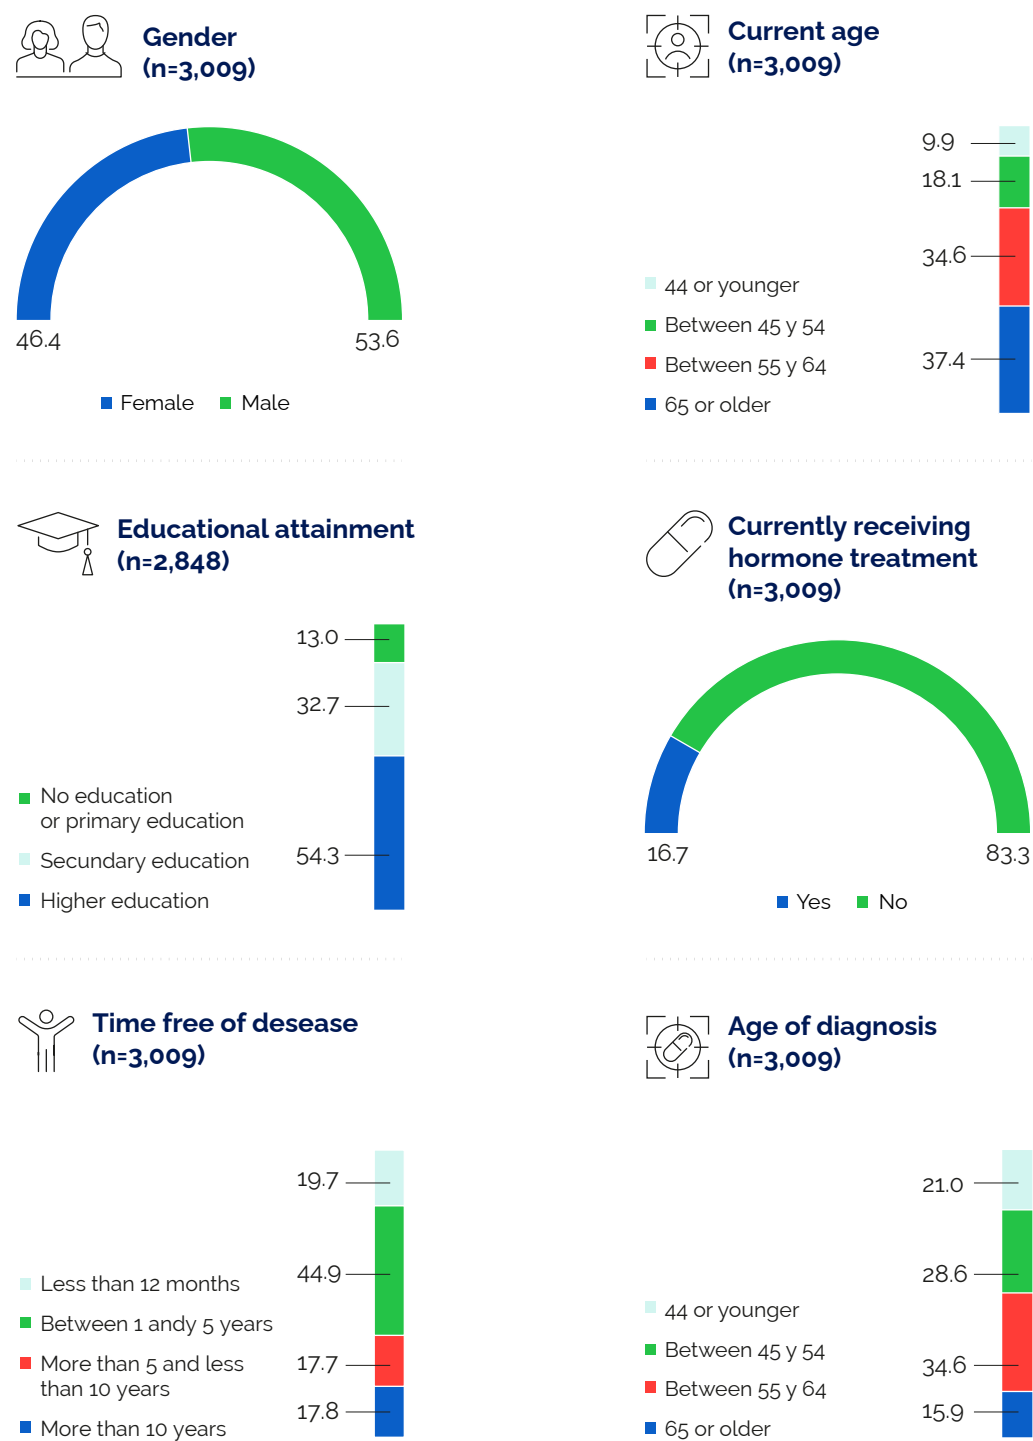 Gender
(n=3,009)
46.4
53.6
Female
Male
Current age
(n=3,009)
9.9
18.1
34.6
37.4
44 or younger
Between 45 y 54
Between 55 y 64
65 or older
Educational attainment
(n=2,848)
13.0
32.7
54.3
No education
or primary education
Secundary education
Higher education
Currently receiving
hormone treatment
(n=3,009)
16.7
83.3
Yes
No
Time free of desease
(n=3,009)
19.7
44.9
17.7
17.8
Less than 12 months
Between 1 andy 5 years
More than 5 and less
than 10 years
More than 10 years
Age of diagnosis
(n=3,009)
21.0
28.6
34.6
15.9
44 or younger
Between 45 y 54
Between 55 y 64
65 or older